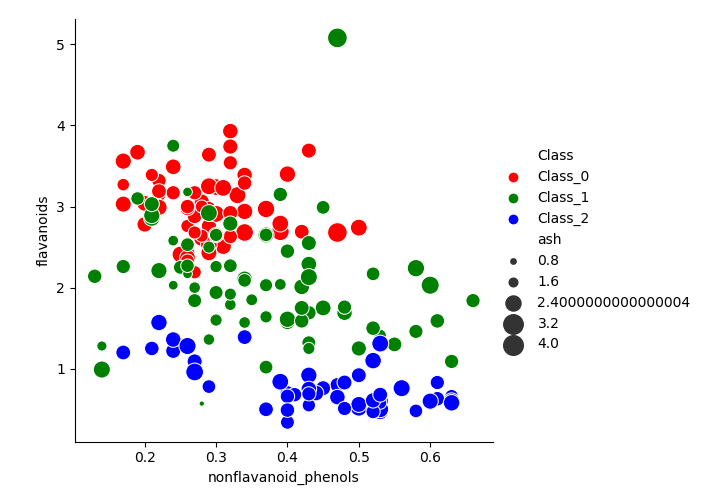 5
4
3
2
1
flavanoids
0.2 0.3 0.4 0.5 0.6
nonflavanoid_phenols
Class
Class_0
Class_1
Class_2
ash
0.8
1.6
2.4000000000000004
3.2
4.0